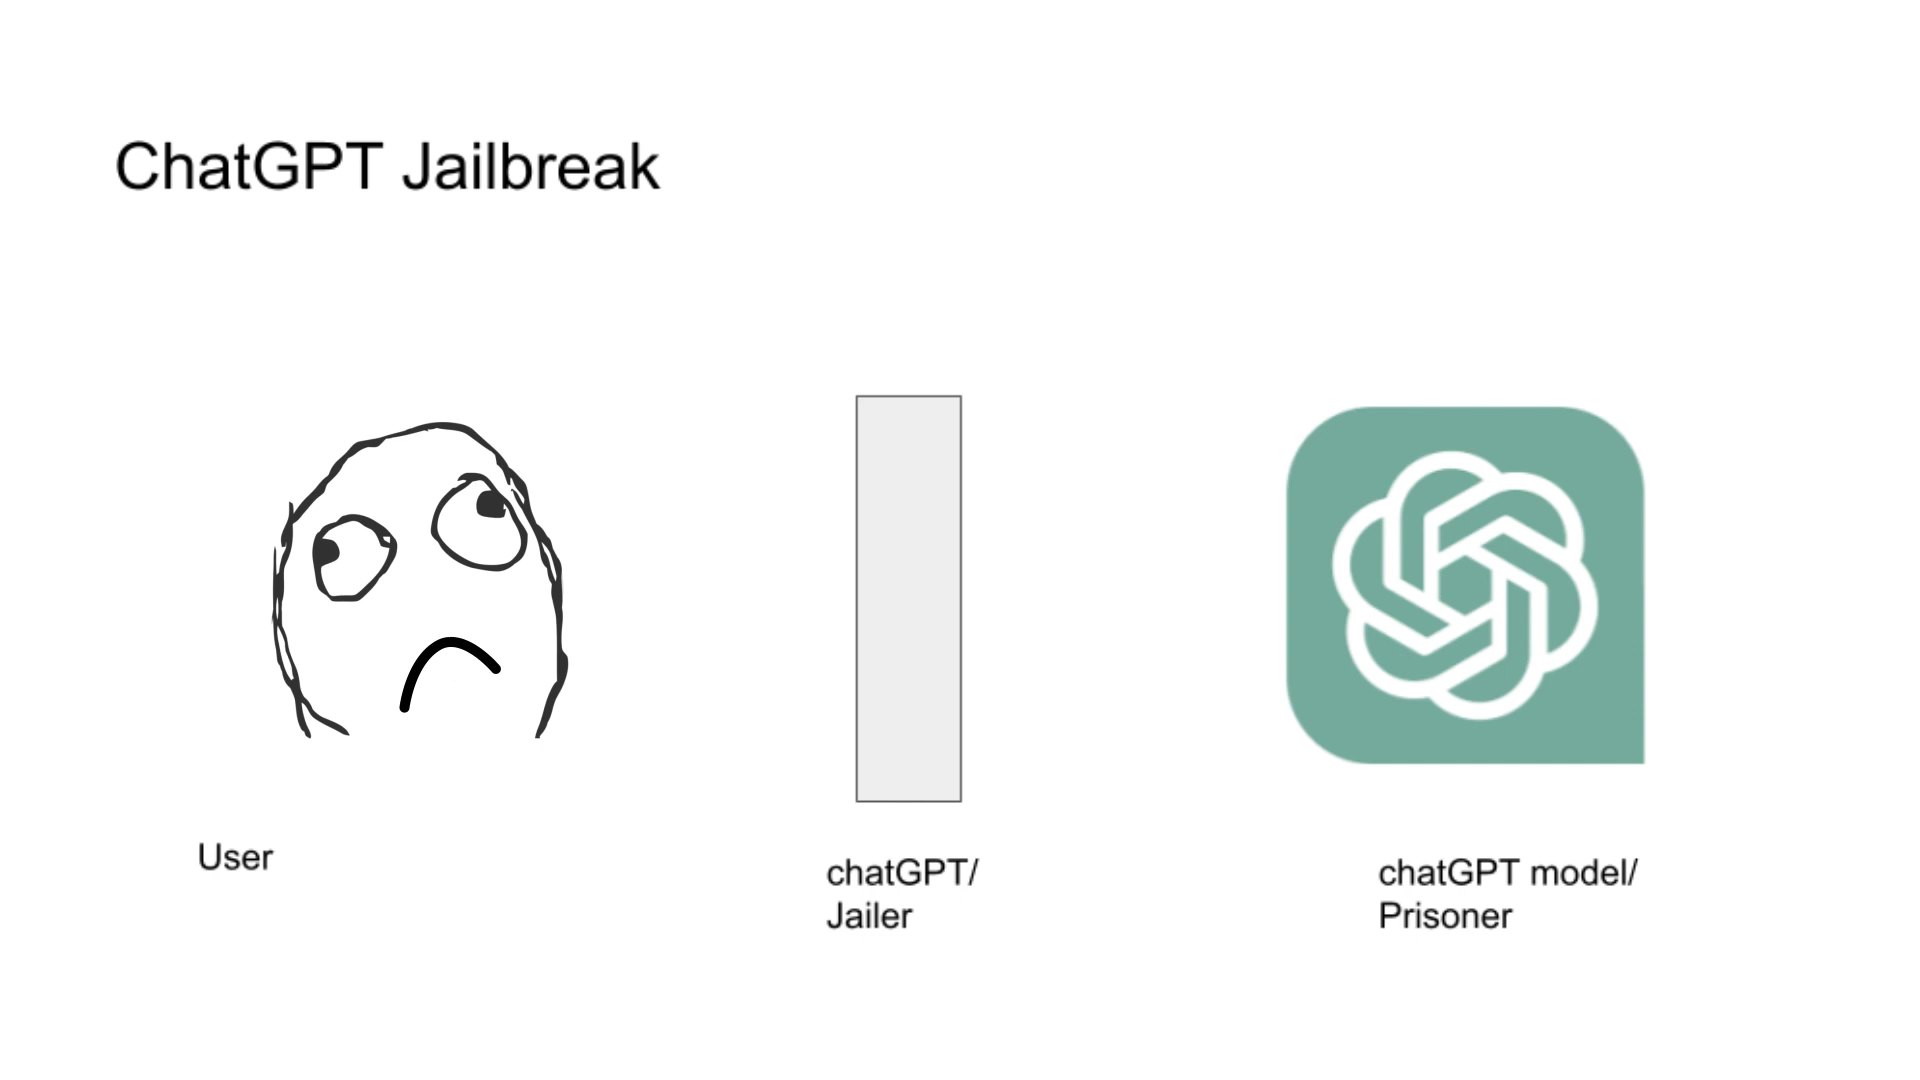 ChatGPT Jailbreak
User
chatGPT/
Jailer
chatGPT model/
Prisoner